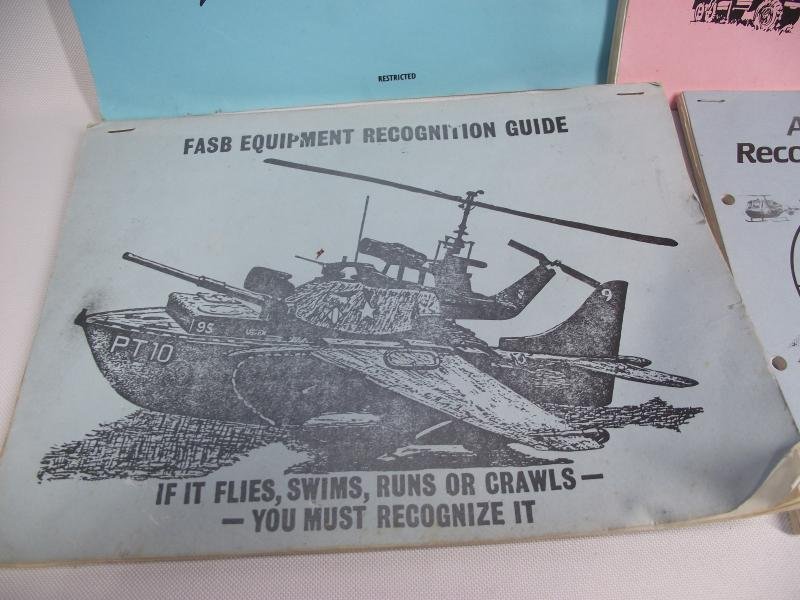 RESTRICTED
FASB EQUIPMENT RECOGNITION GUIDE
A
Reco
9
95
PT10
IF IT FLIES, SWIMS, RUNS OR CRAWLS—
— YOU MUST RECOGNIZE IT